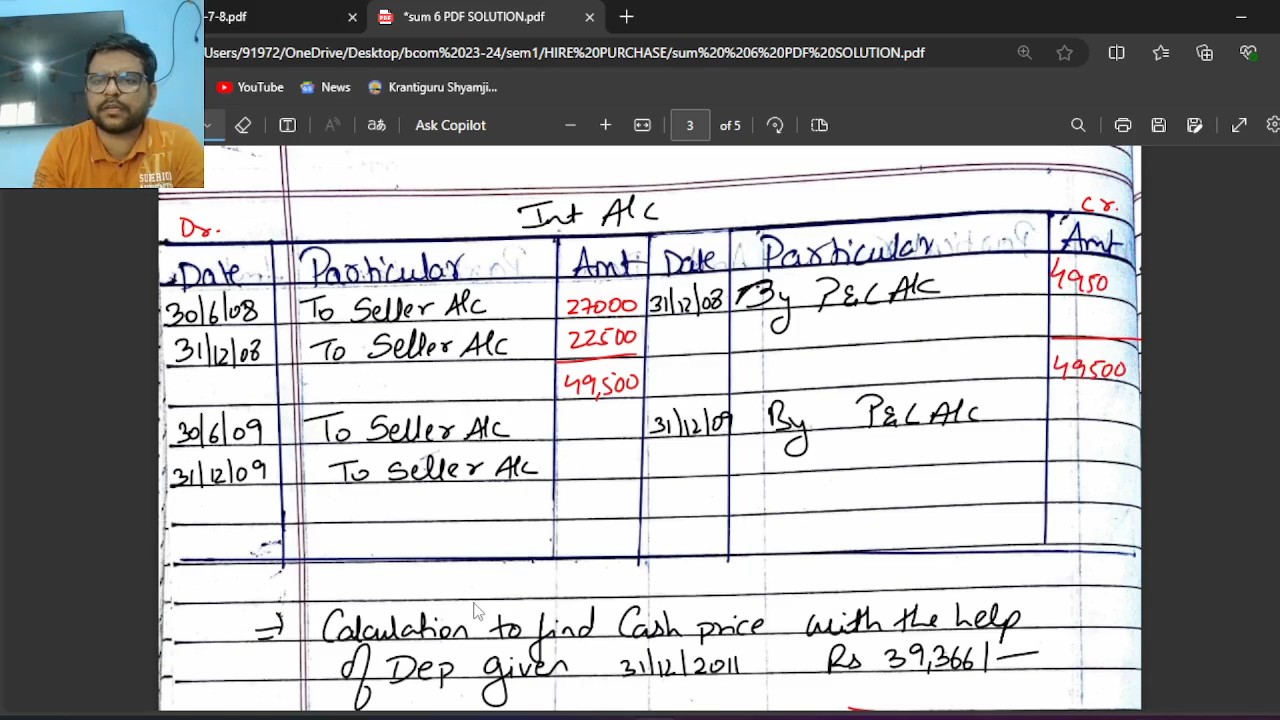 -7-8.pdf
*sum 6 PDF SOLUTION.pdf
Users/91972/OneDrive/Desktop/bcom%2023-24/sem1/HIRE%20PURCHASE/sum%20%206%20PDF%20SOLUTION.pdf
YouTube News Krantiguru Shyamji...
aあ Ask Copilot 3 of 5
Dr. Int A/c Cr.
Date Particular Amt Date Particular Amt
30/6/08 To Seller A/c 27000 31/12/08 By P&L A/c 4950
31/12/08 To Seller A/c 22500
49,500 49500
30/6/09 To Seller A/c 31/12/09 By P&L A/c
31/12/09 To Seller A/c
=> Calculation to find Cash price with the help
of Dep given 31/12/2011 Rs 39,366/—